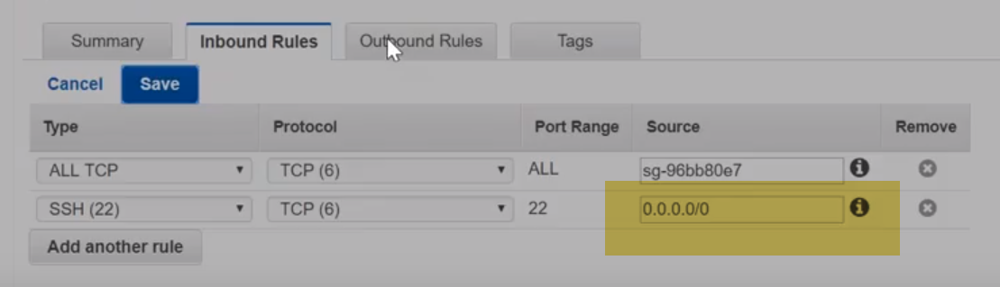 Summary Inbound Rules Outbound Rules Tags
Cancel Save
Type Protocol Port Range Source Remove
ALL TCP TCP (6) ALL sg-96bb80e7
SSH (22) TCP (6) 22 0.0.0.0/0
Add another rule